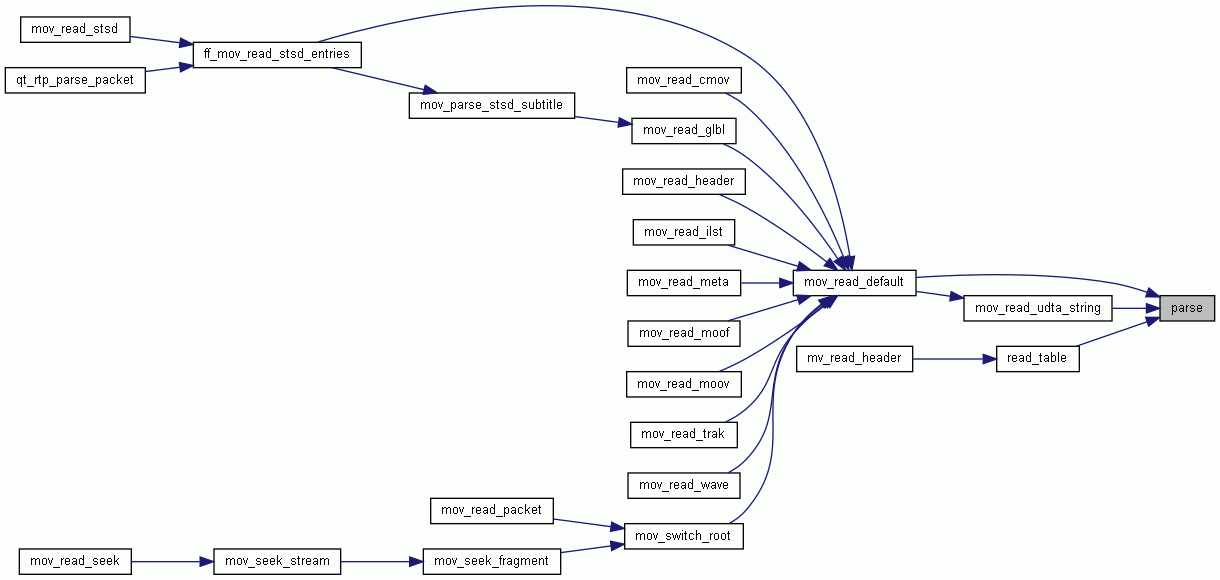 mov_read_stsd
ff_mov_read_stsd_entries
qt_rtp_parse_packet
mov_read_cmov
mov_parse_stsd_subtitle
mov_read_glbl
mov_read_header
mov_read_ilst
mov_read_meta
mov_read_default
mov_read_udta_string
parse
mov_read_moof
mv_read_header
read_table
mov_read_moov
mov_read_trak
mov_read_wave
mov_read_packet
mov_switch_root
mov_read_seek
mov_seek_stream
mov_seek_fragment